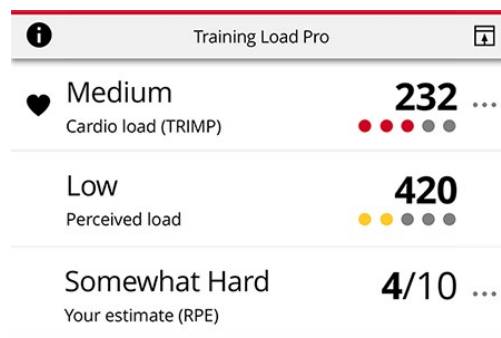 Training Load Pro
Medium 232
Cardio load (TRIMP)
Low 420
Perceived load
Somewhat Hard 4/10
Your estimate (RPE)